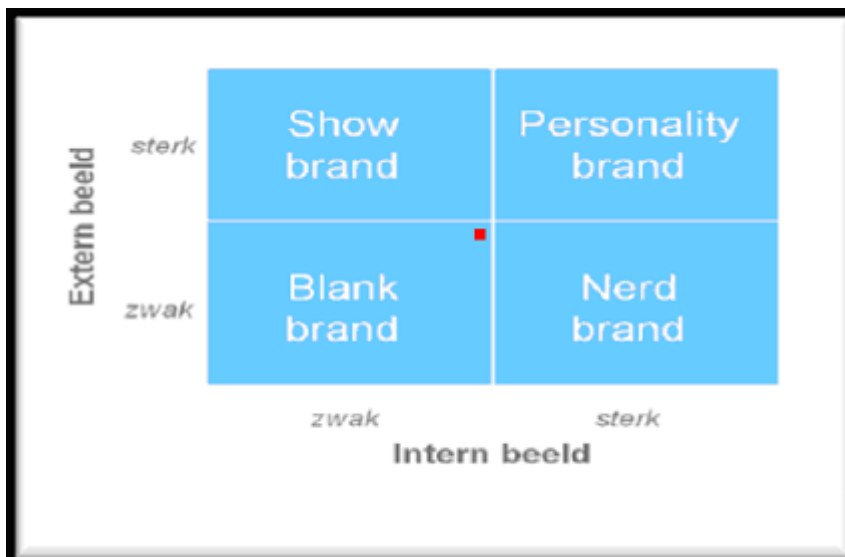 Extern beeld
sterk
zwak
Show
brand
Personality
brand
Blank
brand
Nerd
brand
zwak
sterk
Intern beeld